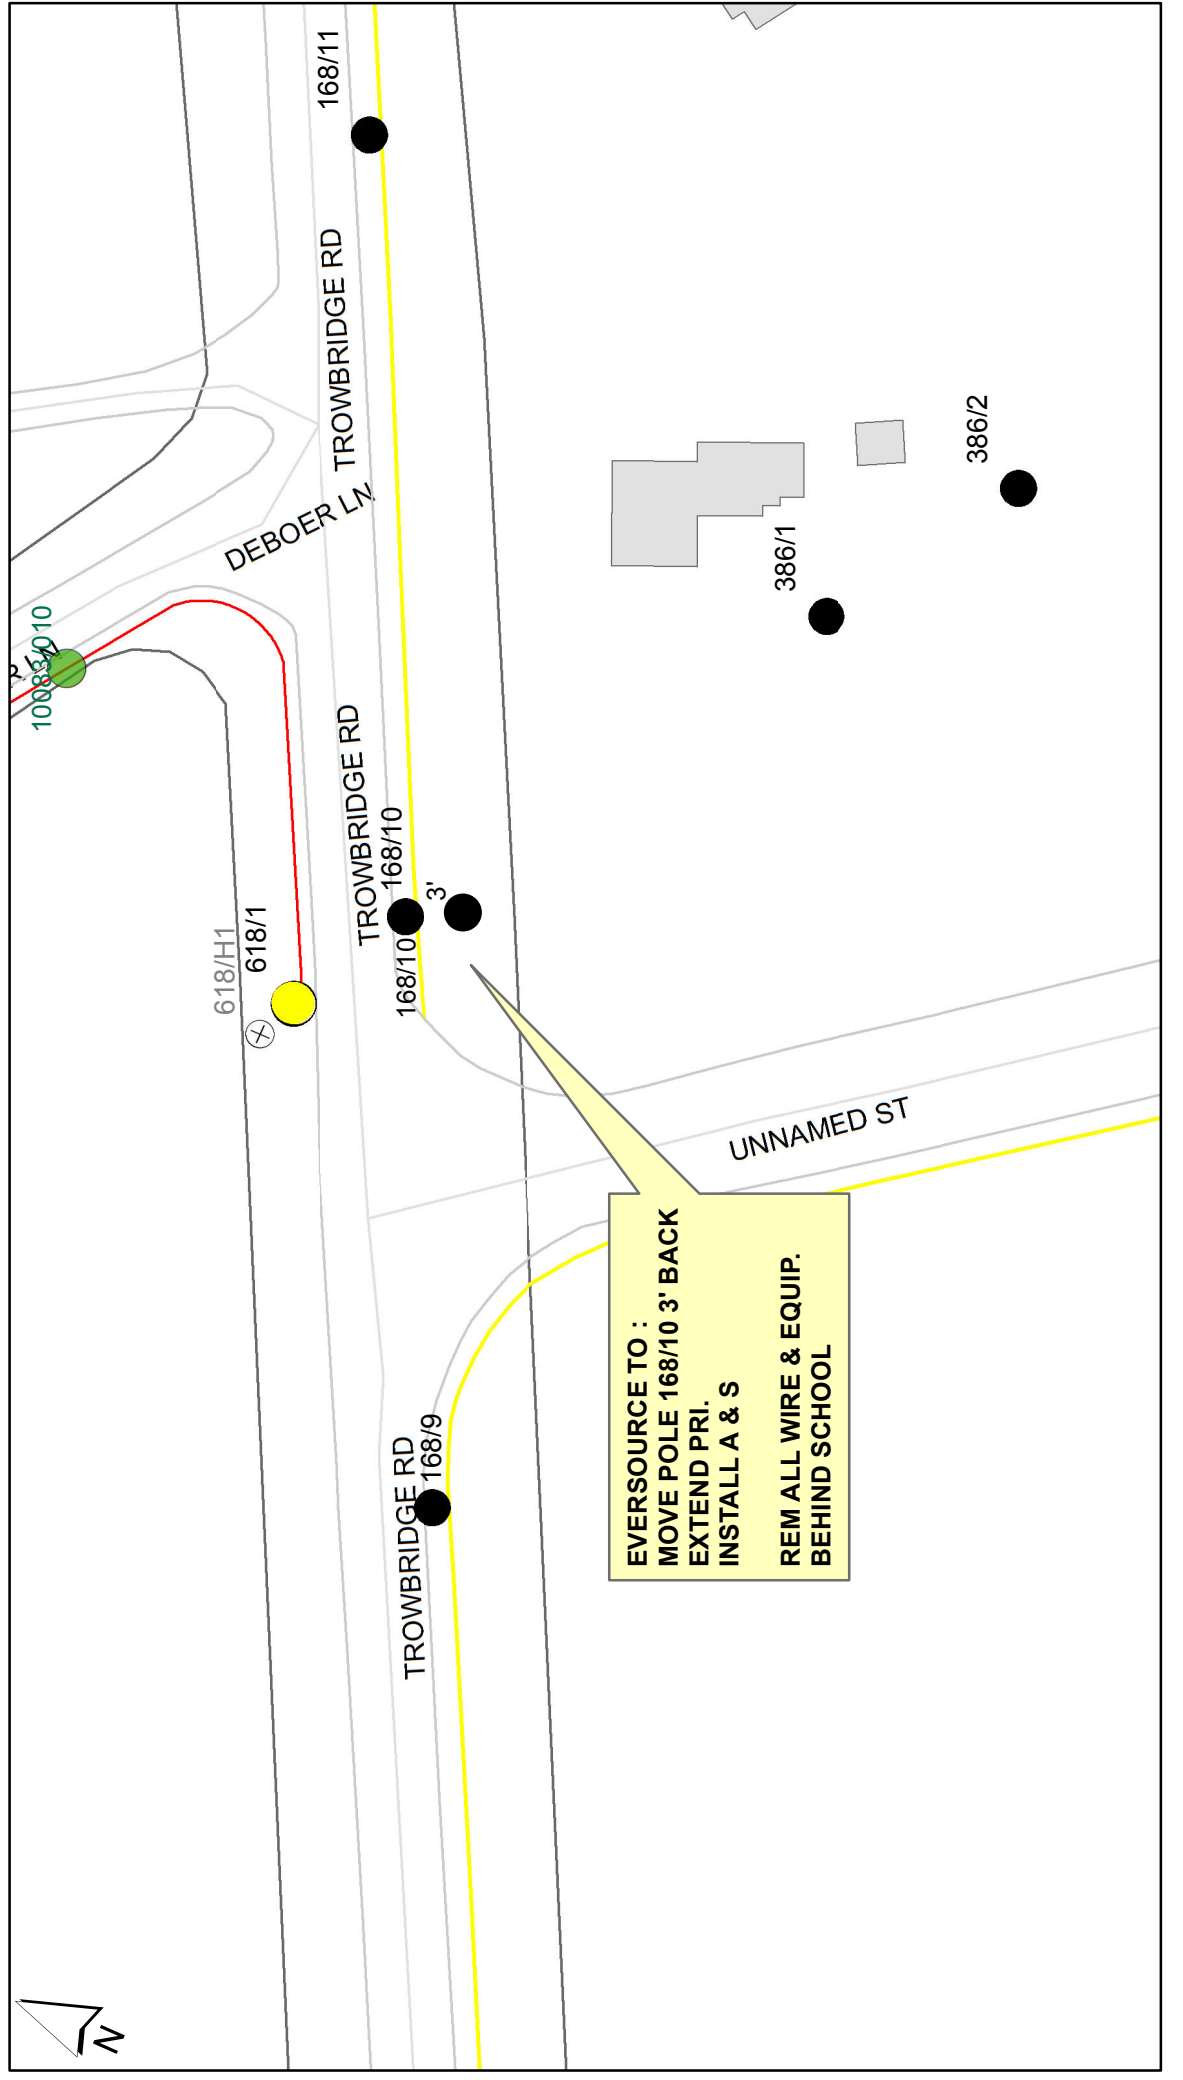 168/11
TROWBRIDGE RD
DEBOER LN
10083/010
386/2
386/1
TROWBRIDGE RD
168/10
3'
168/10
618/H1
618/1
UNNAMED ST
TROWBRIDGE RD
168/9
EVERSOURCE TO :
MOVE POLE 168/10 3' BACK
EXTEND PRI.
INSTALL A & S
REM ALL WIRE & EQUIP.
BEHIND SCHOOL
N